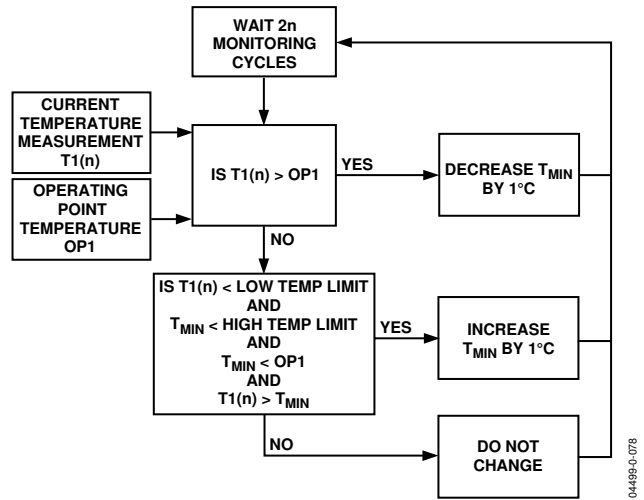 WAIT 2n
MONITORING
CYCLES
CURRENT
TEMPERATURE
MEASUREMENT
T1(n)
IS T1(n) > OP1
YES
DECREASE TMIN
BY 1°C
OPERATING
POINT
TEMPERATURE
OP1
NO
IS T1(n) < LOW TEMP LIMIT
AND
TMIN < HIGH TEMP LIMIT
AND
TMIN < OP1
AND
T1(n) > TMIN
YES
INCREASE
TMIN BY 1°C
NO
DO NOT
CHANGE
04499-0-078